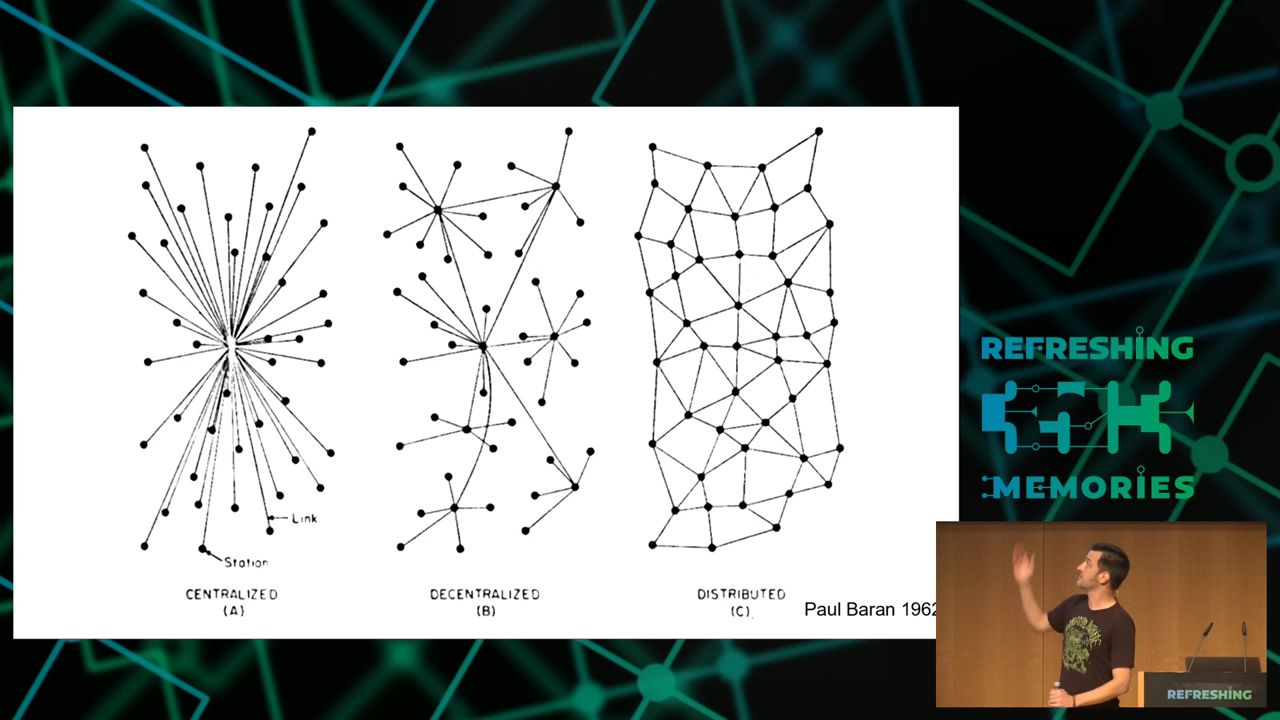 Link
Station
CENTRALIZED
(A)
DECENTRALIZED
(B)
DISTRIBUTED
(C).
Paul Baran 1962
REFRESHING
MEMORIES
REFRESHING